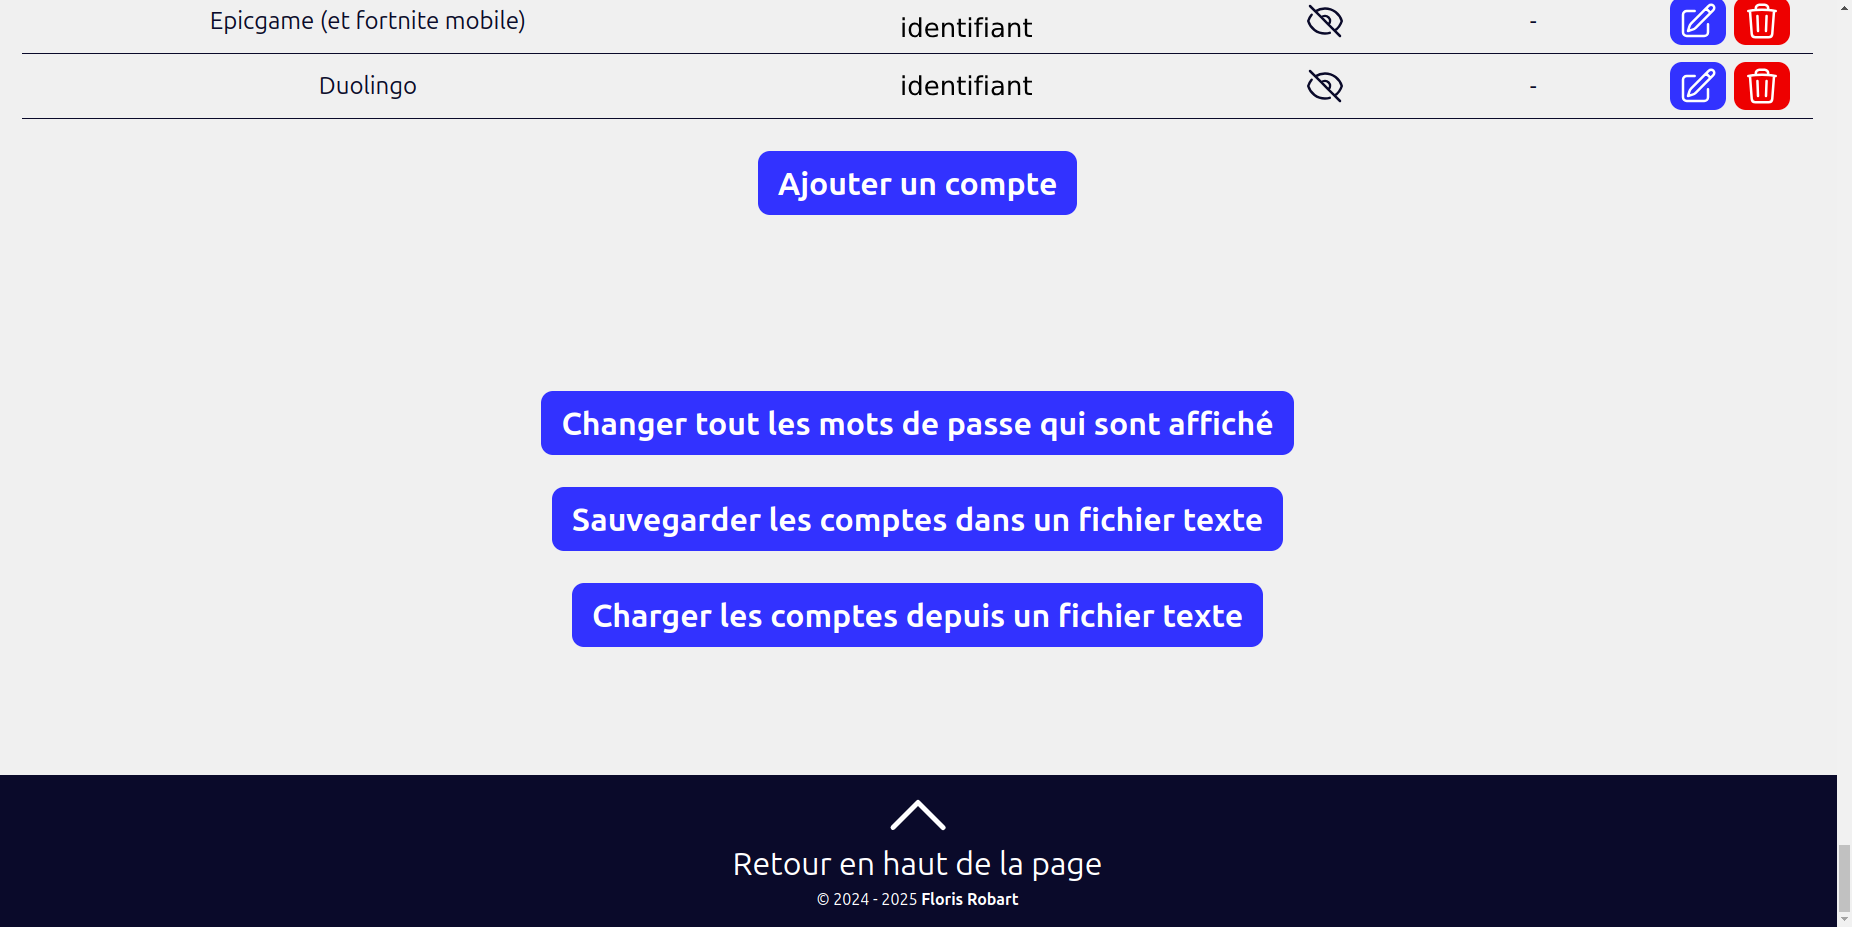 Epicgame (et fortnite mobile) identifiant -
Duolingo identifiant -
Ajouter un compte
Changer tout les mots de passe qui sont affiché
Sauvegarder les comptes dans un fichier texte
Charger les comptes depuis un fichier texte
Retour en haut de la page
© 2024 - 2025 Floris Robart